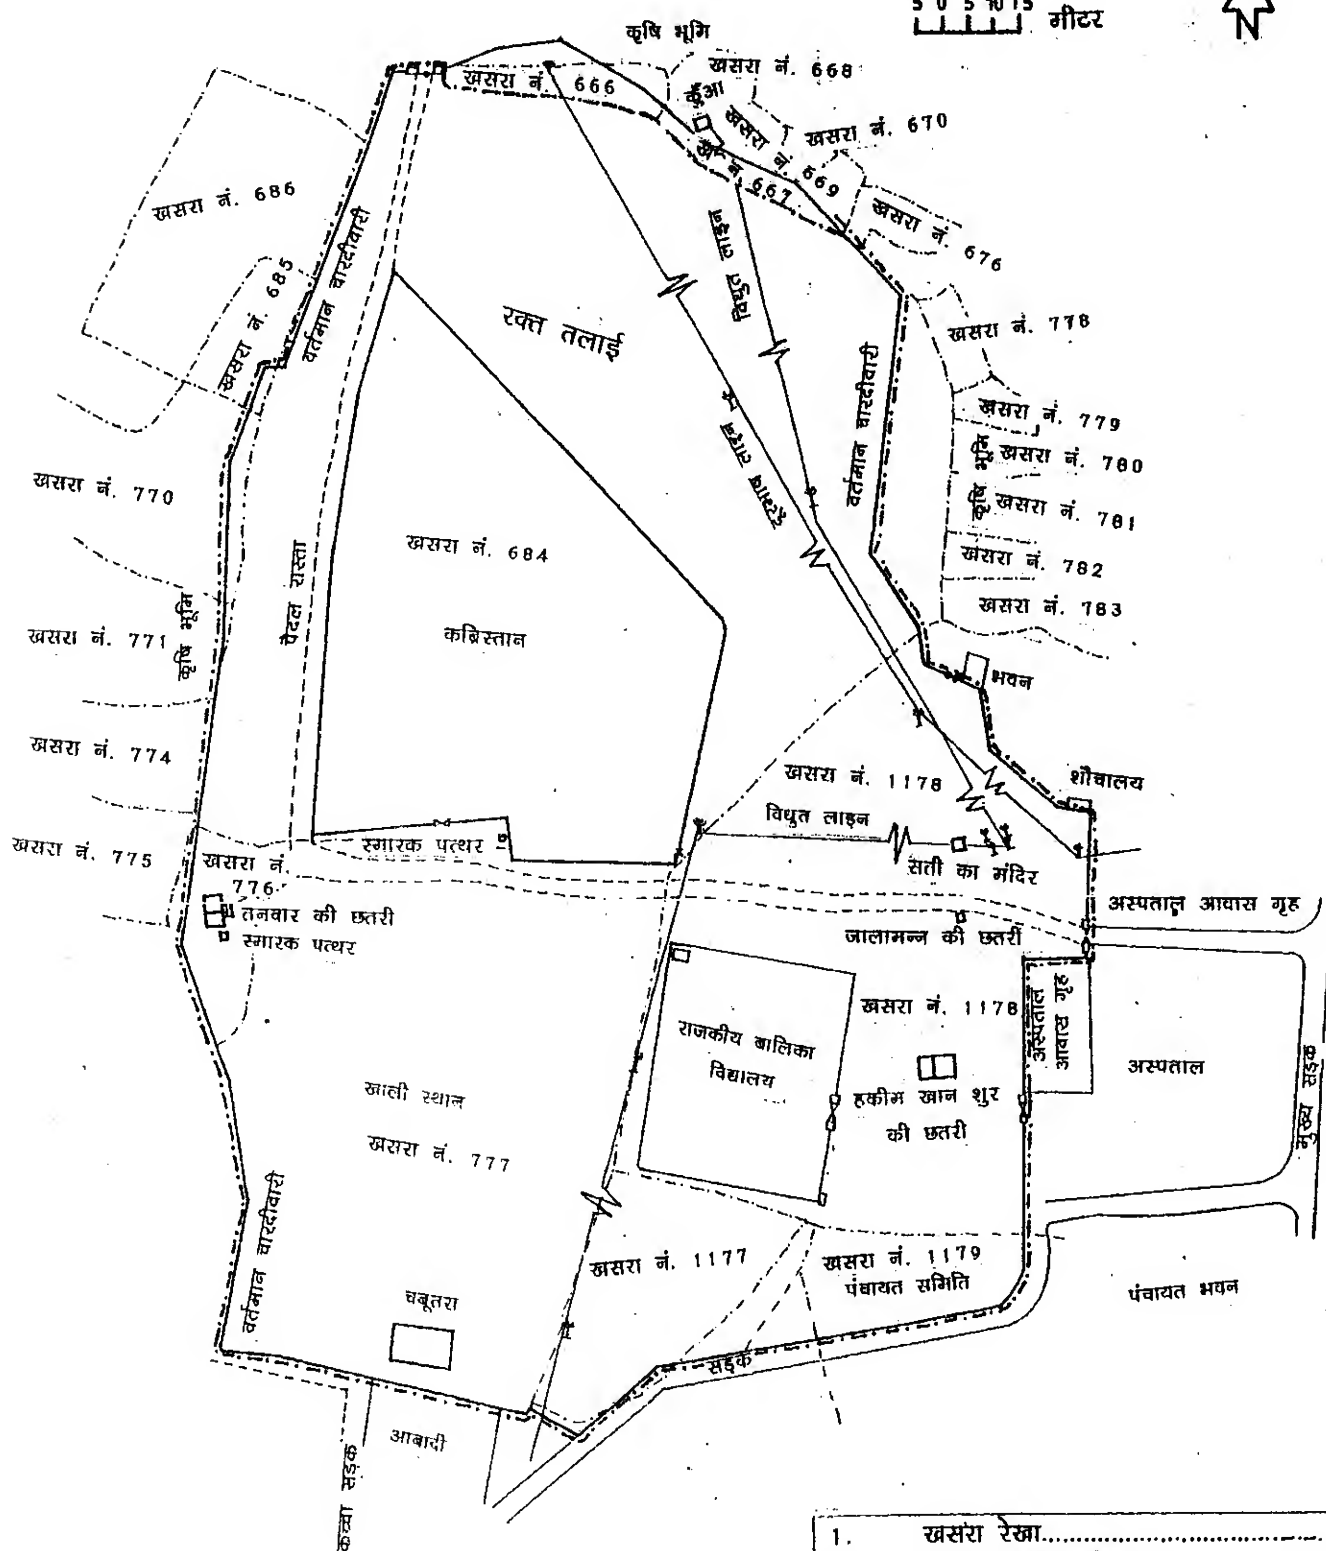 5 0 5 10 15 मीटर
N
कृषि भूमि
खसरा नं. 668
खसरा नं. 666
कुँआ
खसरा नं. 669
खसरा नं. 670
ख. नं. 667
खसरा नं. 676
खसरा नं. 686
खसरा नं. 685
वर्तमान चारदीवारी
रक्त तलाई
विधुत लाइन
खसरा नं. 778
वर्तमान चारदीवारी
खसरा नं. 779
कृषि भूमि
खसरा नं. 780
कृषि भूमि
खसरा नं. 781
खसरा नं. 782
खसरा नं. 783
दूरभाष लाइन
खसरा नं. 770
खसरा नं. 684
पैदल रास्ता
कब्रिस्तान
कृषि भूमि
खसरा नं. 771
भवन
खसरा नं. 774
खसरा नं. 1178
शौचालय
विधुत लाइन
खसरा नं. 775
स्मारक पत्थर
खसरा नं.
776
सती का मंदिर
तनवार की छतरी
स्मारक पत्थर
अस्पताल आवास गृह
जालामन्न की छतरी
खसरा नं. 1178
अस्पताल
आवास गृह
राजकीय बालिका
विद्यालय
अस्पताल
मुख्य सड़क
हकीम खान शुर
की छतरी
खाली स्थान
खसरा नं. 777
वर्तमान चारदीवारी
खसरा नं. 1177
खसरा नं. 1179
पंचायत समिति
पंचायत भवन
चबूतरा
सड़क
आबादी
कच्चा सड़क
1. खसरा रेखा